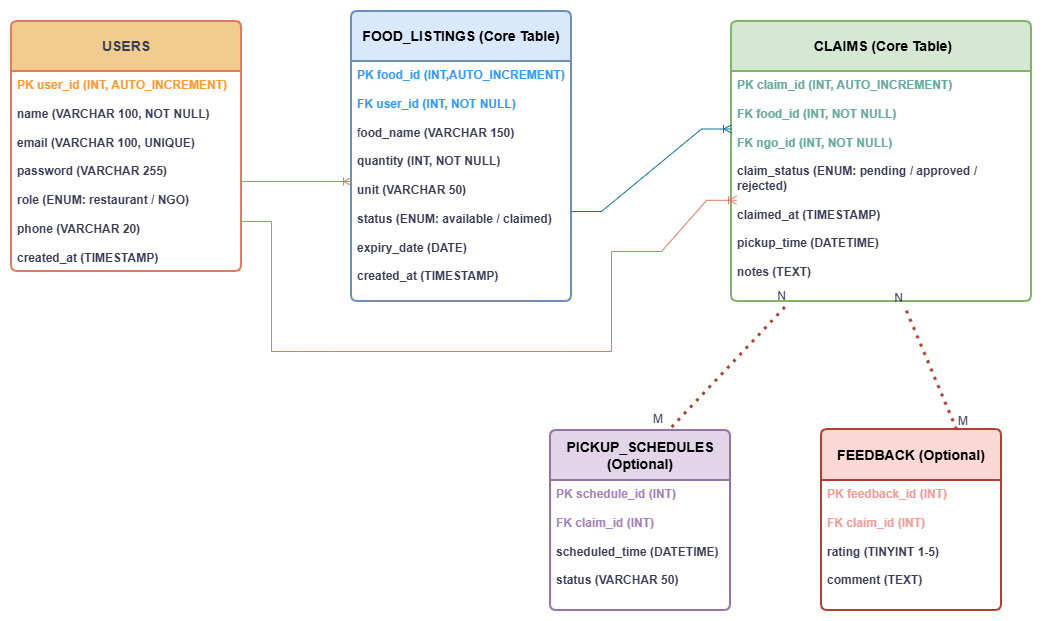 USERS
PK user_id (INT, AUTO_INCREMENT)
name (VARCHAR 100, NOT NULL)
email (VARCHAR 100, UNIQUE)
password (VARCHAR 255)
role (ENUM: restaurant / NGO)
phone (VARCHAR 20)
created_at (TIMESTAMP)
FOOD_LISTINGS (Core Table)
PK food_id (INT,AUTO_INCREMENT)
FK user_id (INT, NOT NULL)
food_name (VARCHAR 150)
quantity (INT, NOT NULL)
unit (VARCHAR 50)
status (ENUM: available / claimed)
expiry_date (DATE)
created_at (TIMESTAMP)
CLAIMS (Core Table)
PK claim_id (INT, AUTO_INCREMENT)
FK food_id (INT, NOT NULL)
FK ngo_id (INT, NOT NULL)
claim_status (ENUM: pending / approved /
rejected)
claimed_at (TIMESTAMP)
pickup_time (DATETIME)
notes (TEXT)
N
N
M
M
PICKUP_SCHEDULES
(Optional)
PK schedule_id (INT)
FK claim_id (INT)
scheduled_time (DATETIME)
status (VARCHAR 50)
FEEDBACK (Optional)
PK feedback_id (INT)
FK claim_id (INT)
rating (TINYINT 1-5)
comment (TEXT)